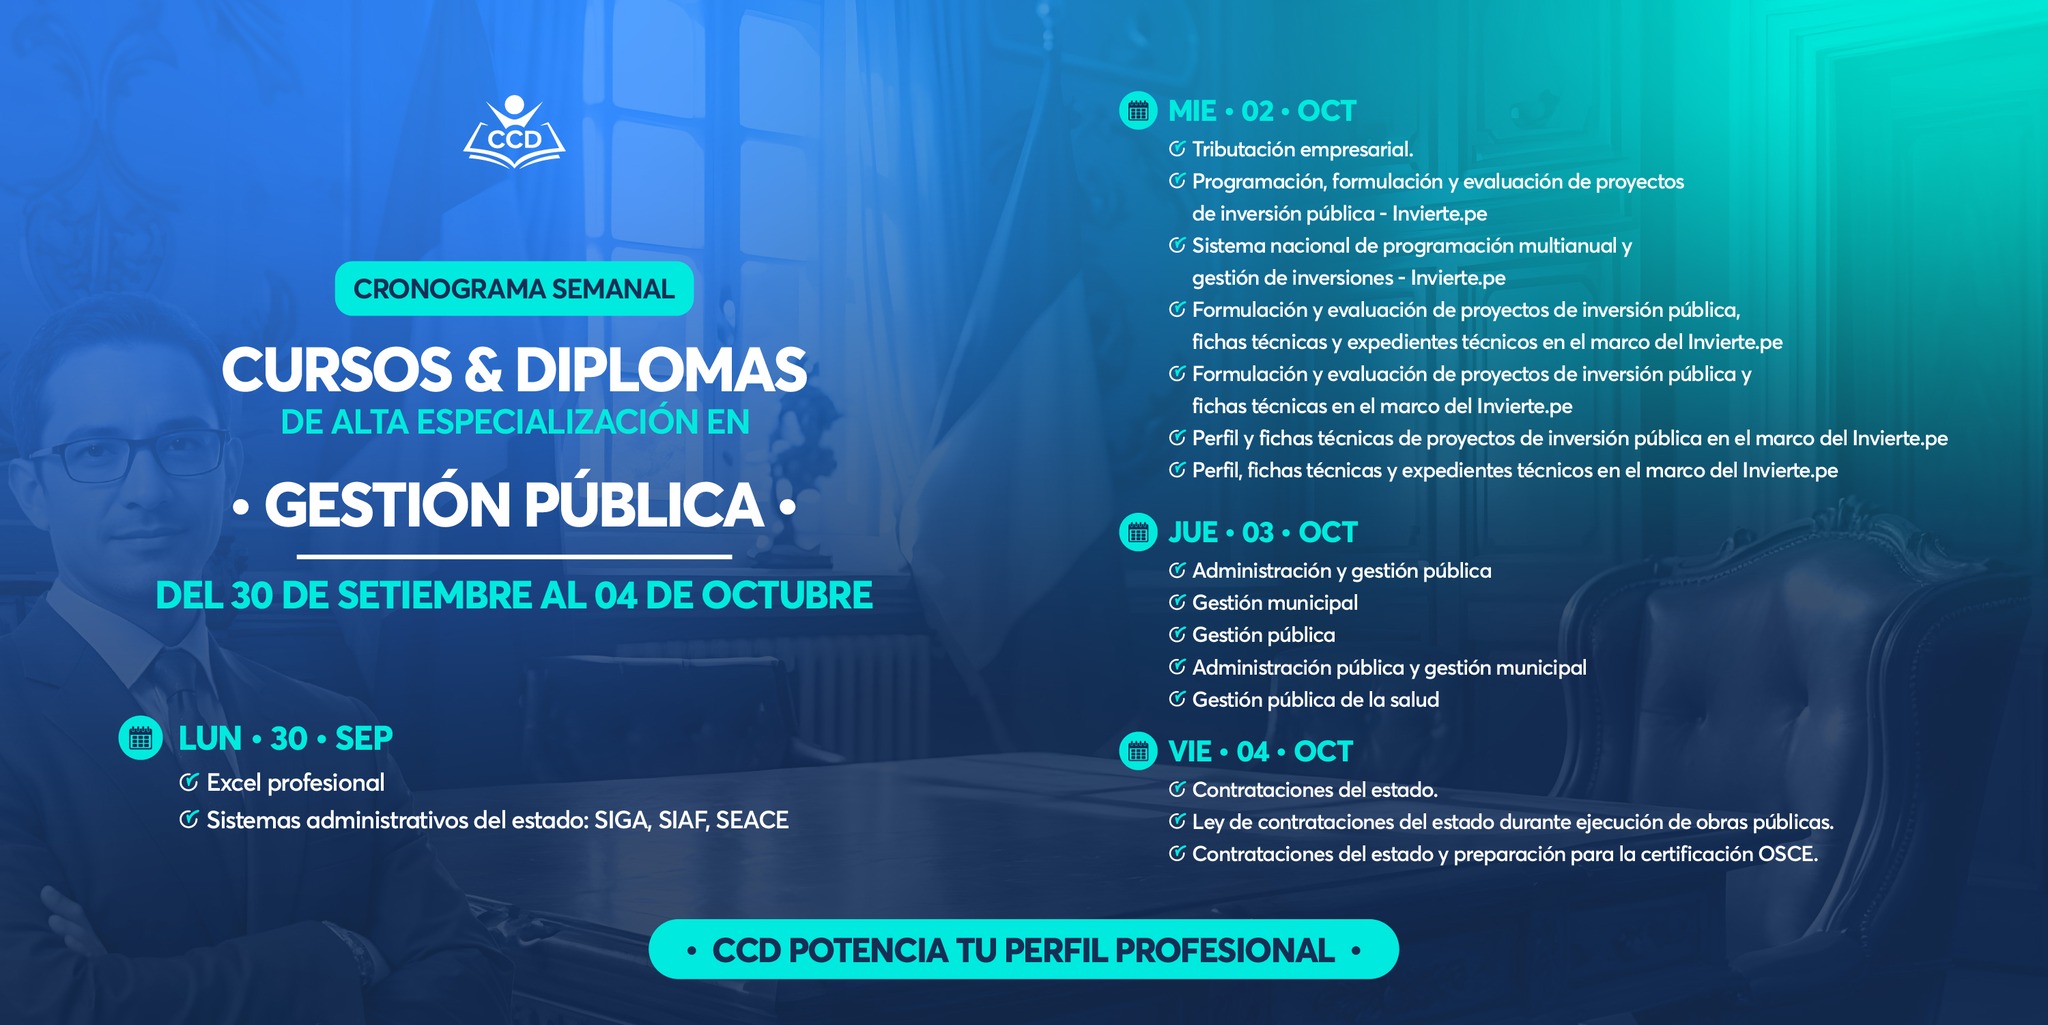 CCD
CRONOGRAMA SEMANAL
CURSOS & DIPLOMAS
DE ALTA ESPECIALIZACIÓN EN
• GESTIÓN PÚBLICA •
DEL 30 DE SETIEMBRE AL 04 DE OCTUBRE
LUN • 30 • SEP
Excel profesional
Sistemas administrativos del estado: SIGA, SIAF, SEACE
MIE • 02 • OCT
Tributación empresarial.
Programación, formulación y evaluación de proyectos
de inversión pública - Invierte.pe
Sistema nacional de programación multianual y
gestión de inversiones - Invierte.pe
Formulación y evaluación de proyectos de inversión pública,
fichas técnicas y expedientes técnicos en el marco del Invierte.pe
Formulación y evaluación de proyectos de inversión pública y
fichas técnicas en el marco del Invierte.pe
Perfil y fichas técnicas de proyectos de inversión pública en el marco del Invierte.pe
Perfil, fichas técnicas y expedientes técnicos en el marco del Invierte.pe
JUE • 03 • OCT
Administración y gestión pública
Gestión municipal
Gestión pública
Administración pública y gestión municipal
Gestión pública de la salud
VIE • 04 • OCT
Contrataciones del estado.
Ley de contrataciones del estado durante ejecución de obras públicas.
Contrataciones del estado y preparación para la certificación OSCE.
• CCD POTENCIA TU PERFIL PROFESIONAL •